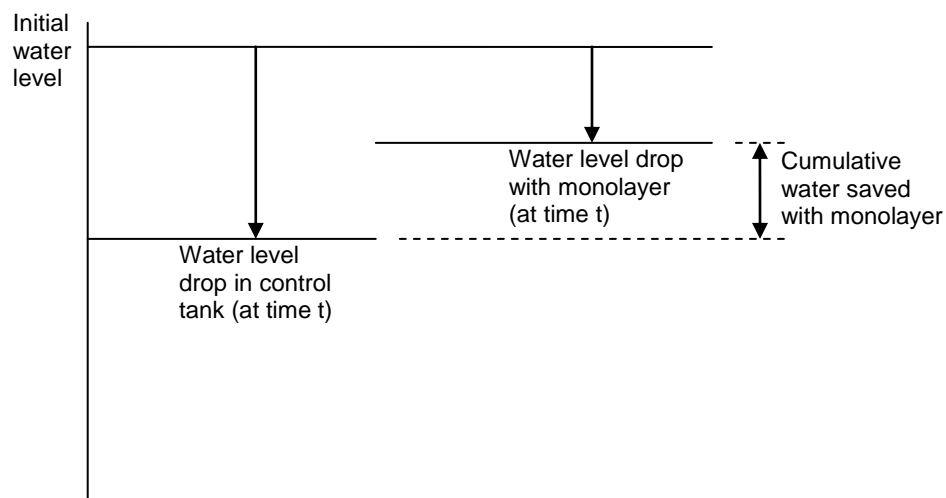 Initial
water
level
Water level drop
with monolayer
(at time t)
Cumulative
water saved
with monolayer
Water level
drop in control
tank (at time t)